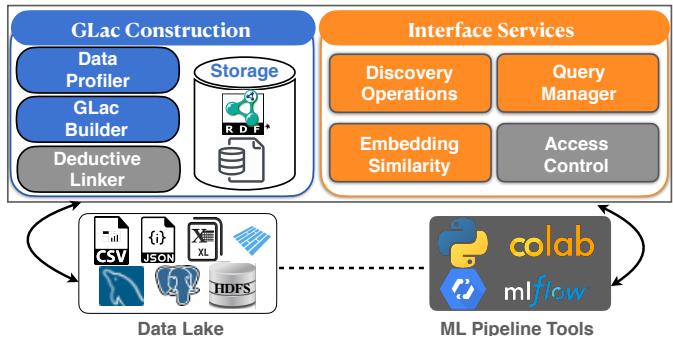 GLac Construction
Interface Services
Data
Profiler
GLac
Builder
Deductive
Linker
Storage
RDF*
Discovery
Operations
Query
Manager
Embedding
Similarity
Access
Control
CSV
{i}
JSON
X
XL
HDFS
colab
mlflow
Data Lake
ML Pipeline Tools